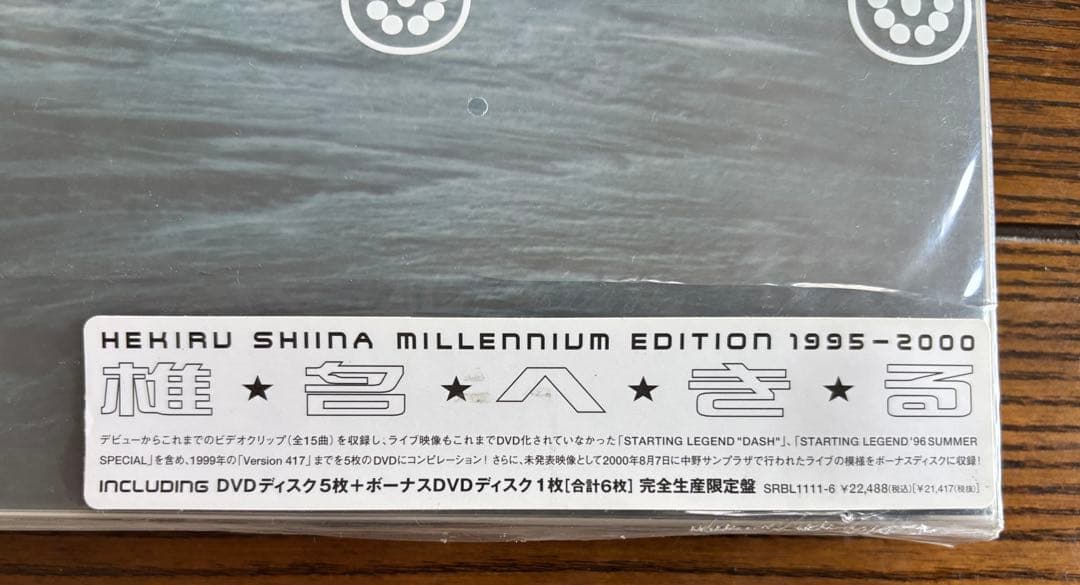 HEKIRU SHIINA MILLENNIUM EDITION 1995-2000
椎★名★へ★き★る
デビューからこれまでのビデオクリップ(全15曲)を収録し、ライブ映像もこれまでDVD化されていなかった「STARTING LEGEND "DASH"」、「STARTING LEGEND '96 SUMMER
SPECIAL」を含め、1999年の「Version 417」までを5枚のDVDにコンピレーション! さらに、未発表映像として2000年8月7日に中野サンプラザで行われたライブの模様をボーナスディスクに収録!
INCLUDING DVDディスク5枚+ボーナスDVDディスク1枚[合計6枚] 完全生産限定盤 SRBL1111-6 ¥22,488(税込)[¥21,417(税抜)]